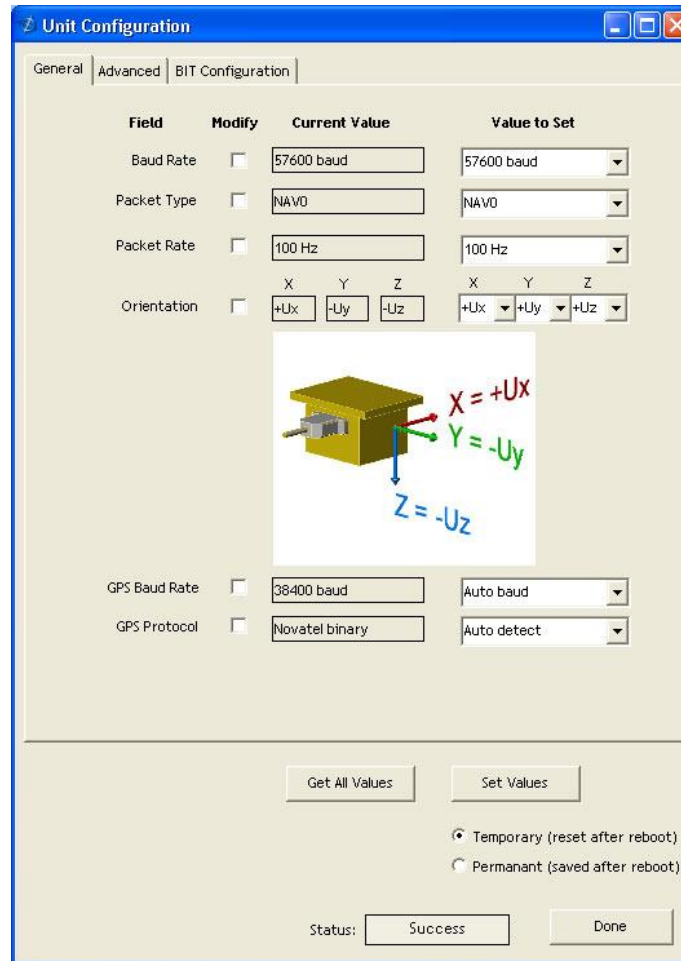 Unit Configuration
General Advanced BIT Configuration
Field Modify Current Value Value to Set
Baud Rate 57600 baud 57600 baud
Packet Type NAV0 NAV0
Packet Rate 100 Hz 100 Hz
X Y Z X Y Z
Orientation +Ux -Uy -Uz +Ux +Uy +Uz
X = +Ux
Y = -Uy
Z = -Uz
GPS Baud Rate 38400 baud Auto baud
GPS Protocol Novatel binary Auto detect
Get All Values Set Values
Temporary (reset after reboot)
Permanant (saved after reboot)
Status: Success Done